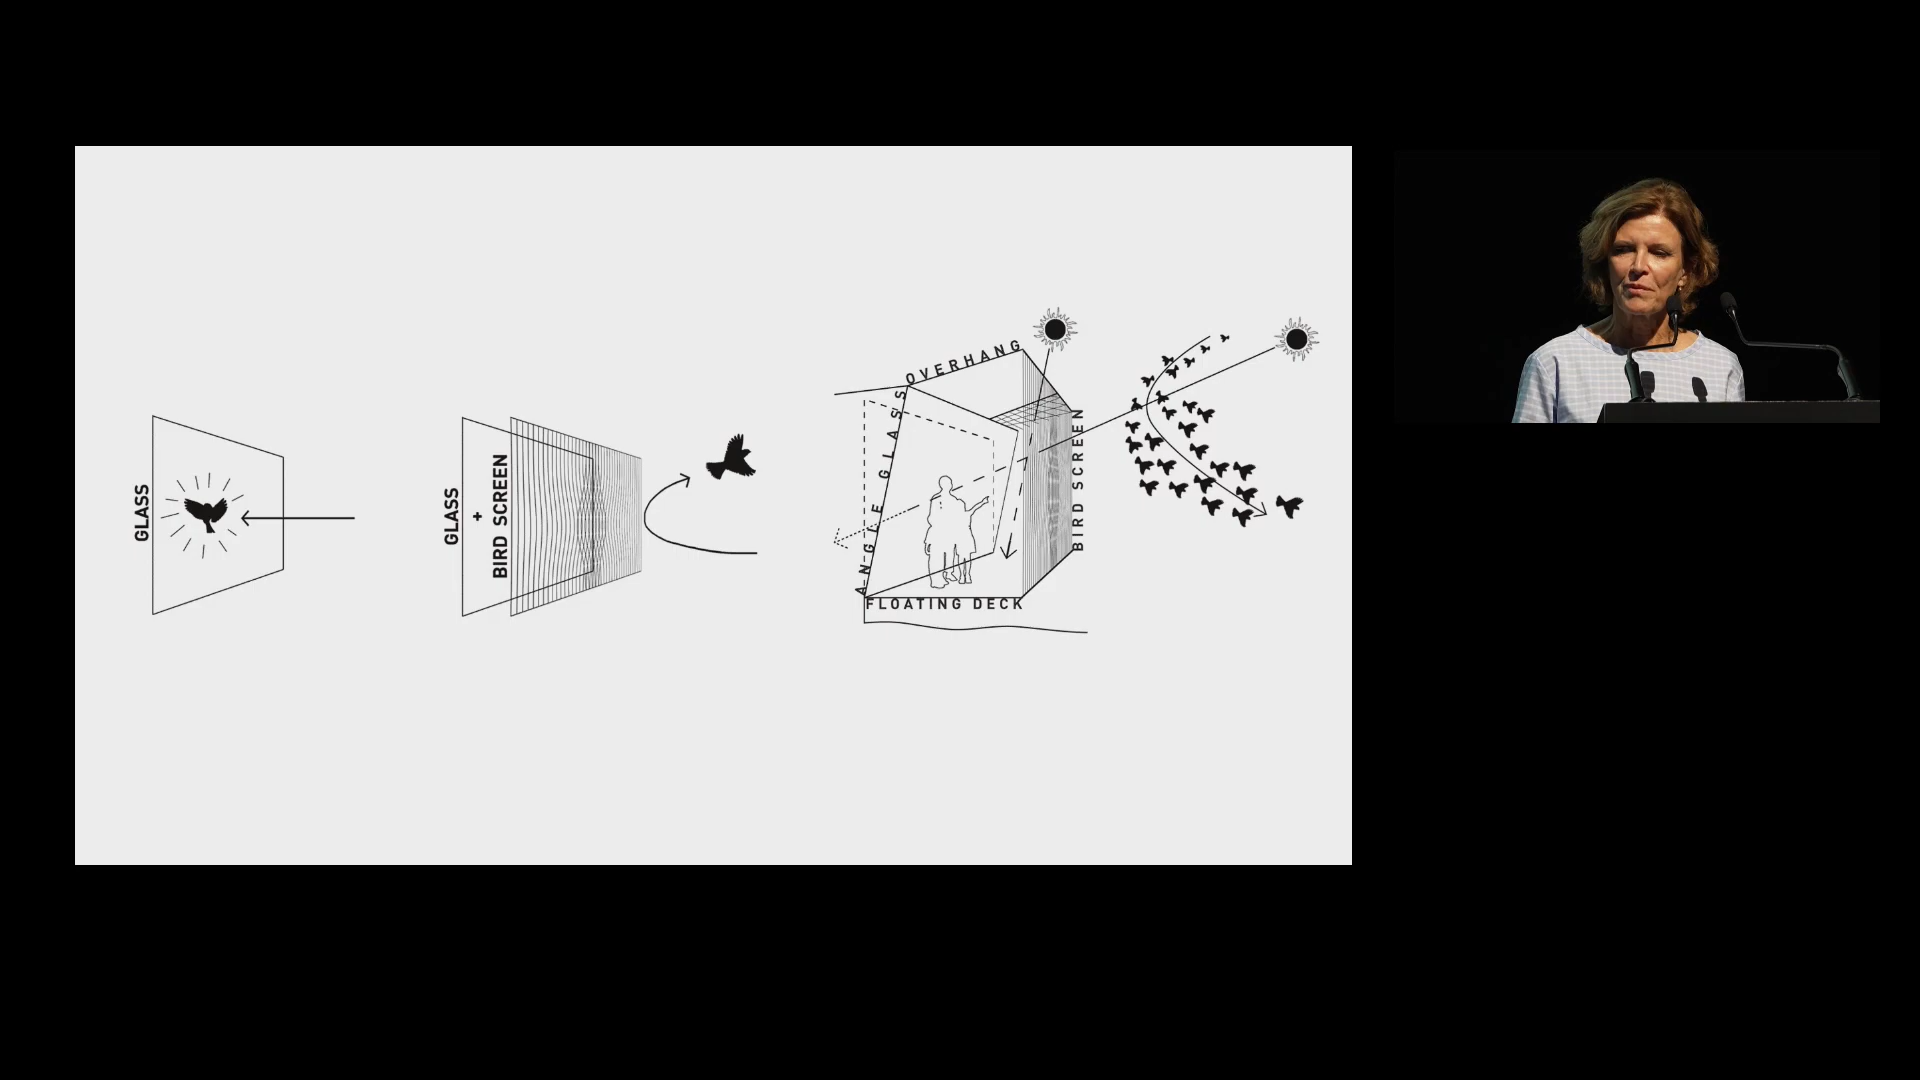 GLASS
GLASS
+
BIRD SCREEN
OVERHANG
ANGLE GLASS
BIRD SCREEN
FLOATING DECK